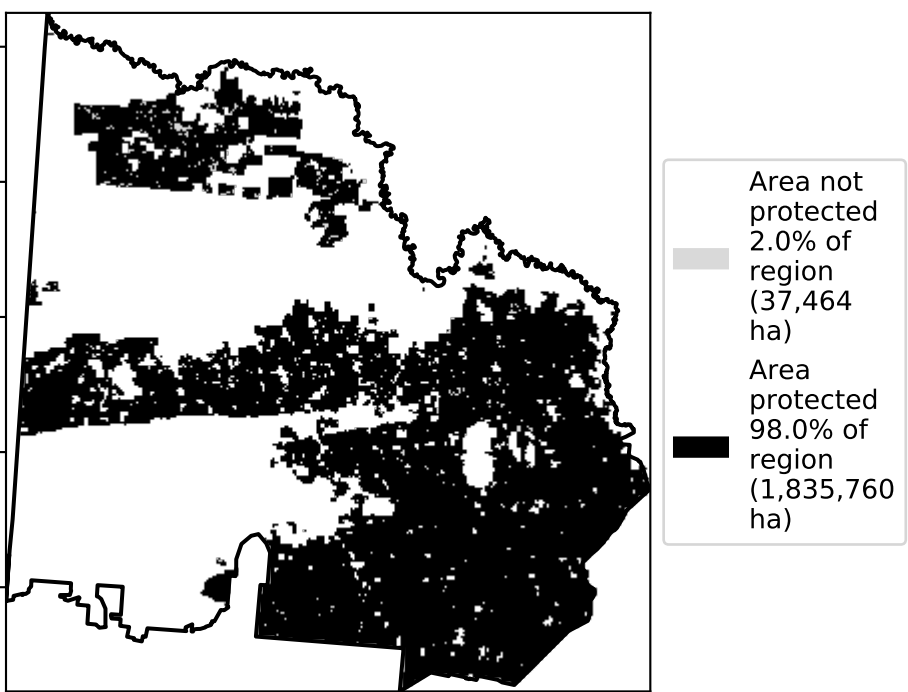 Area not
protected
2.0% of
region
(37,464
ha)
Area
protected
98.0% of
region
(1,835,760
ha)